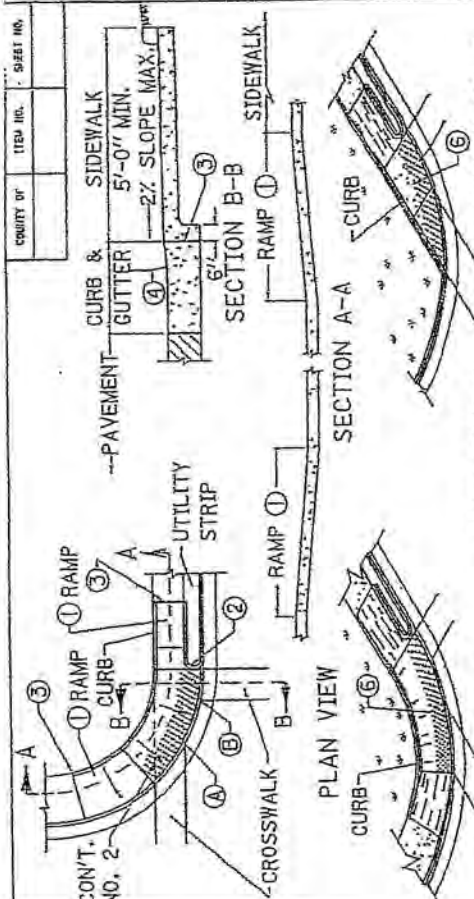 COUNTY OF
ITEM NO.
SHEET NO.
A
③
① RAMP
① RAMP
CURB
③
A
B
CON'T.
NO. 2
UTILITY
STRIP
②
Ⓐ
Ⓑ
B
CROSSWALK
PLAN VIEW
PAVEMENT
CURB &
GUTTER
SIDEWALK
5'-0" MIN.
2% SLOPE MAX.
④
6"
③
SECTION B-B
RAMP ①
RAMP ①
SIDEWALK
SECTION A-A
CURB
⑥
CURB
⑥